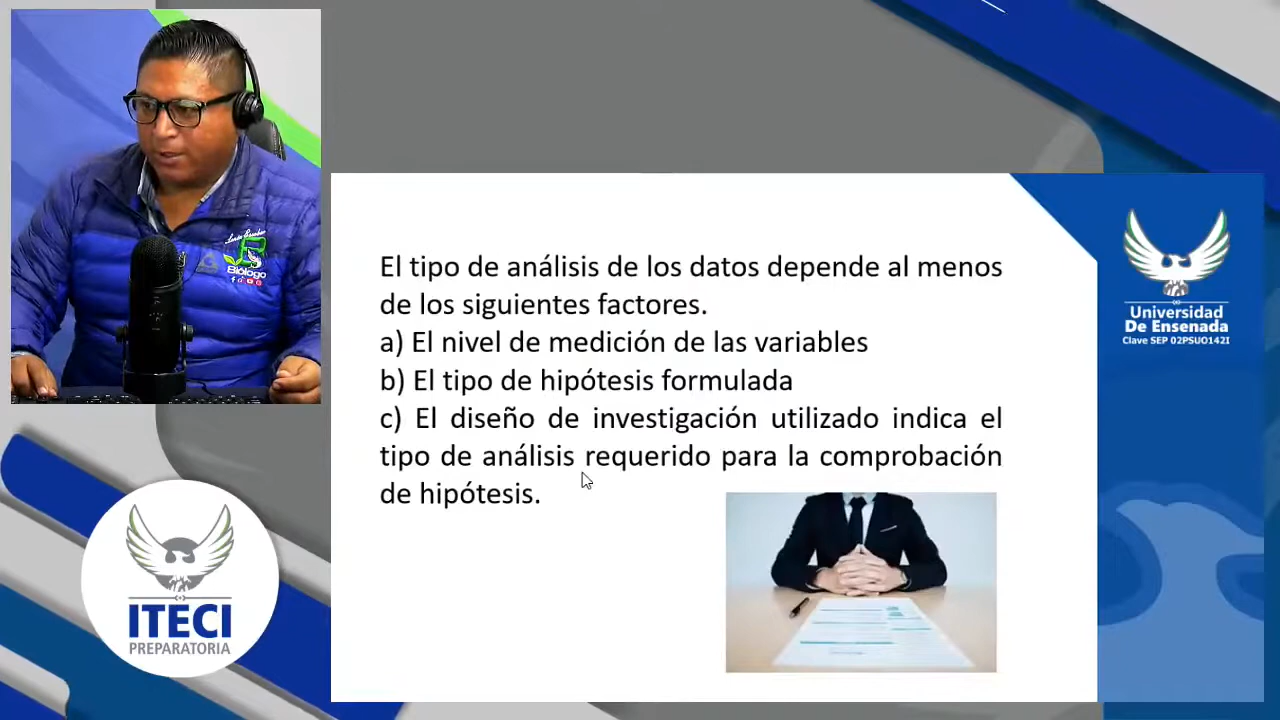 El tipo de análisis de los datos depende al menos
de los siguientes factores.
a) El nivel de medición de las variables
b) El tipo de hipótesis formulada
c) El diseño de investigación utilizado indica el
tipo de análisis requerido para la comprobación
de hipótesis.
Universidad
De Ensenada
Clave SEP 02PSUO142I
Biólogo
ITECI
PREPARATORIA